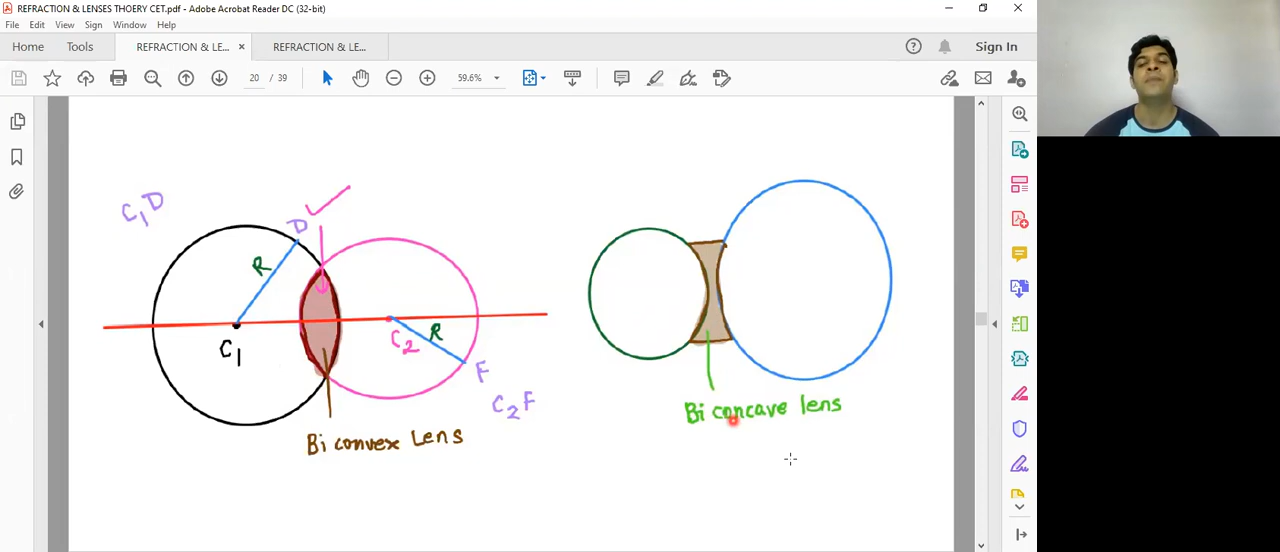 REFRACTION & LENSES THOERY CET.pdf - Adobe Acrobat Reader DC (32-bit)
File Edit View Sign Window Help
Home Tools REFRACTION & LE... × REFRACTION & LE... Sign In
20 / 39 59.6%
C1D
D
R
C1
C2
R
F
C2F
Bi convex Lens
Bi concave lens